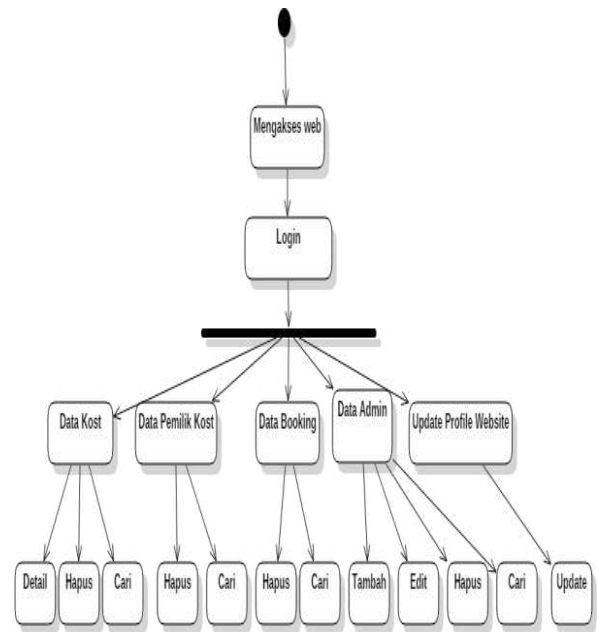 Mengakses web
Login
Data Kost
Data Pemilik Kost
Data Booking
Data Admin
Update Profile Website
Detail
Hapus
Cari
Hapus
Cari
Hapus
Cari
Tambah
Edit
Hapus
Cari
Update